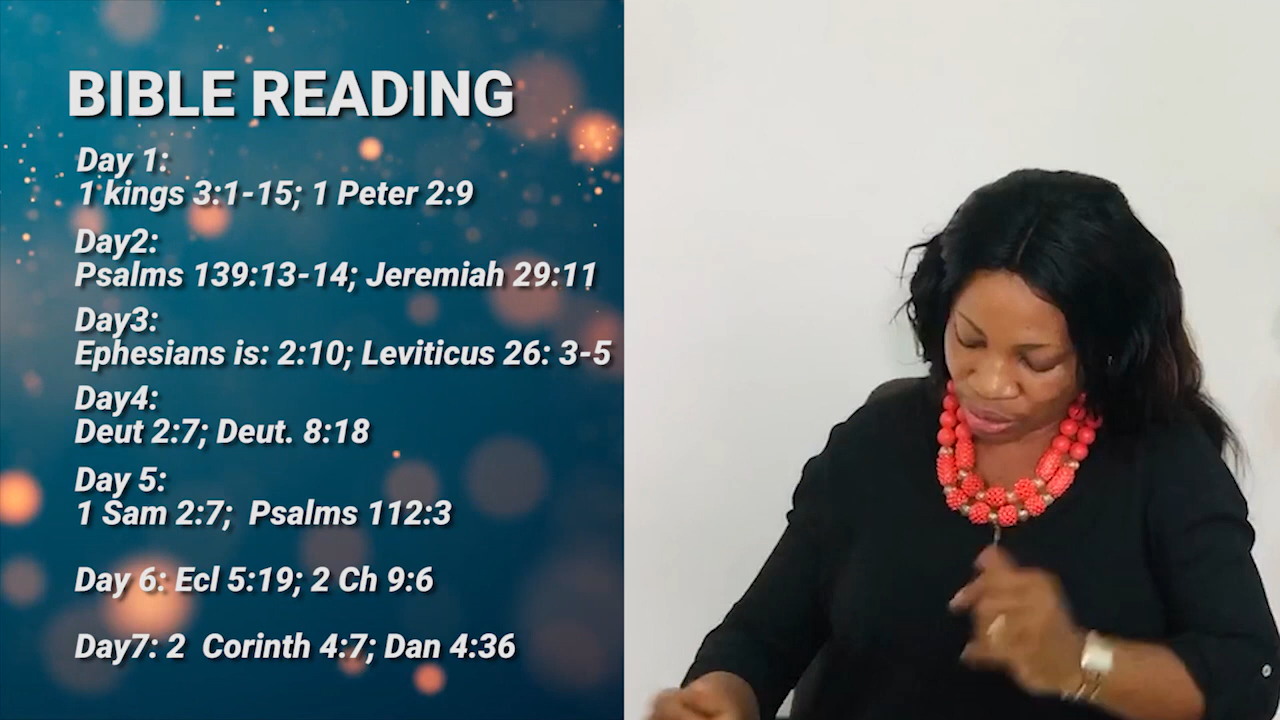 BIBLE READING
Day 1:
1 kings 3:1-15; 1 Peter 2:9
Day2:
Psalms 139:13-14; Jeremiah 29:11
Day3:
Ephesians is: 2:10; Leviticus 26: 3-5
Day4:
Deut 2:7; Deut. 8:18
Day 5:
1 Sam 2:7;  Psalms 112:3
Day 6: Ecl 5:19; 2 Ch 9:6
Day7: 2  Corinth 4:7; Dan 4:36